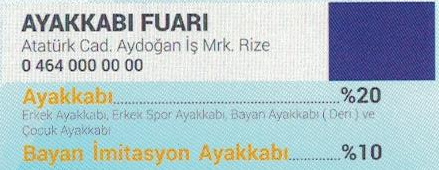 AYAKKABI FUARI
Atatürk Cad. Aydoğan İş Mrk. Rize
0 464 000 00 00
Ayakkabı..............................................%20
Erkek Ayakkabı, Erkek Spor Ayakkabı, Bayan Ayakkabı ( Deri ) ve
Çocuk Ayakkabı
Bayan İmitasyon Ayakkabı................%10